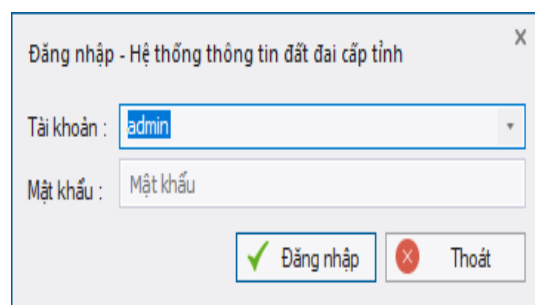 Đăng nhập - Hệ thống thông tin đất đai cấp tỉnh
Tài khoản : admin
Mật khẩu : Mật khẩu
Đăng nhập Thoát